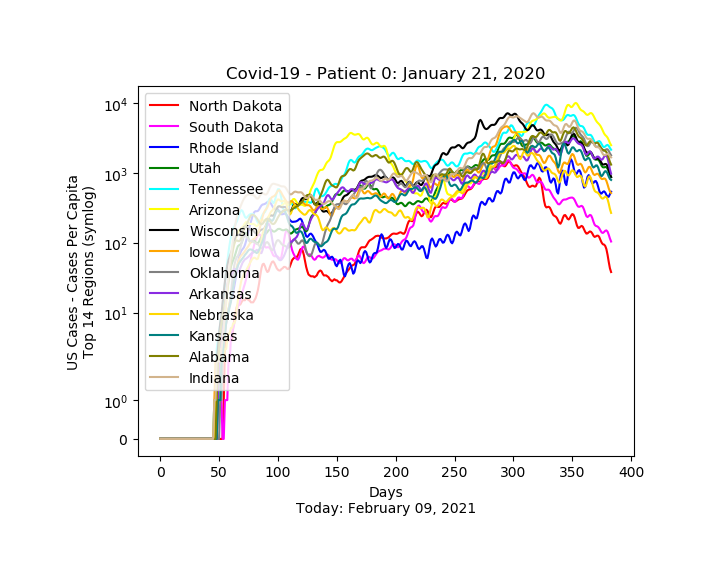 Covid-19 - Patient 0: January 21, 2020
US Cases - Cases Per Capita
Top 14 Regions (symlog)
10^4
10^3
10^2
10^1
10^0
0
North Dakota
South Dakota
Rhode Island
Utah
Tennessee
Arizona
Wisconsin
Iowa
Oklahoma
Arkansas
Nebraska
Kansas
Alabama
Indiana
0 50 100 150 200 250 300 350 400
Days
Today: February 09, 2021